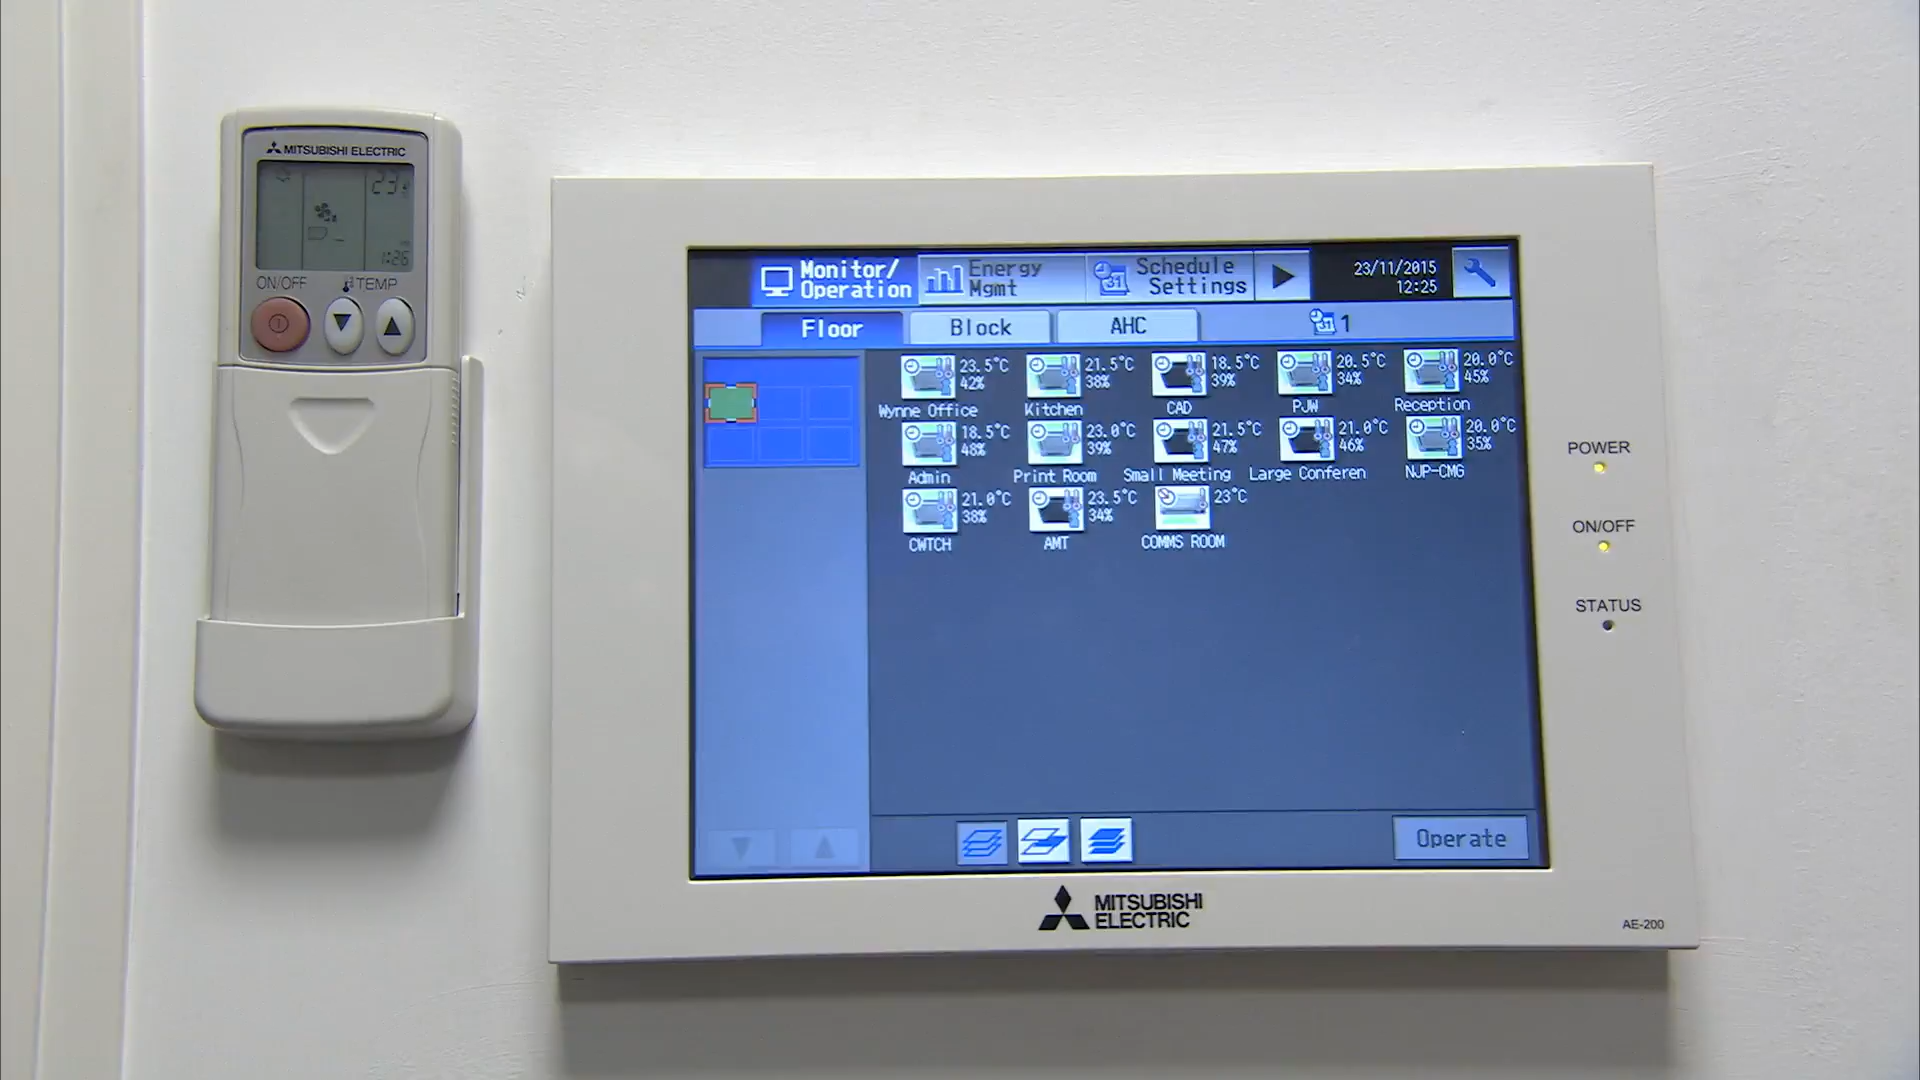 MITSUBISHI ELECTRIC
23
1:26
ON/OFF
TEMP
Monitor/
Operation
Energy
Mgmt
Schedule
Settings
23/11/2015
12:25
Floor
Block
AHC
31 1
23.5°C
42%
Wynne Office
21.5°C
38%
Kitchen
18.5°C
39%
CAD
20.5°C
34%
PJW
20.0°C
45%
Reception
18.5°C
48%
Admin
23.0°C
39%
Print Room
21.5°C
47%
Small Meeting
21.0°C
46%
Large Conferen
20.0°C
35%
NJP-CMG
21.0°C
38%
CWTCH
23.5°C
34%
AMT
23°C
COMMS ROOM
Operate
POWER
ON/OFF
STATUS
MITSUBISHI
ELECTRIC
AE-200